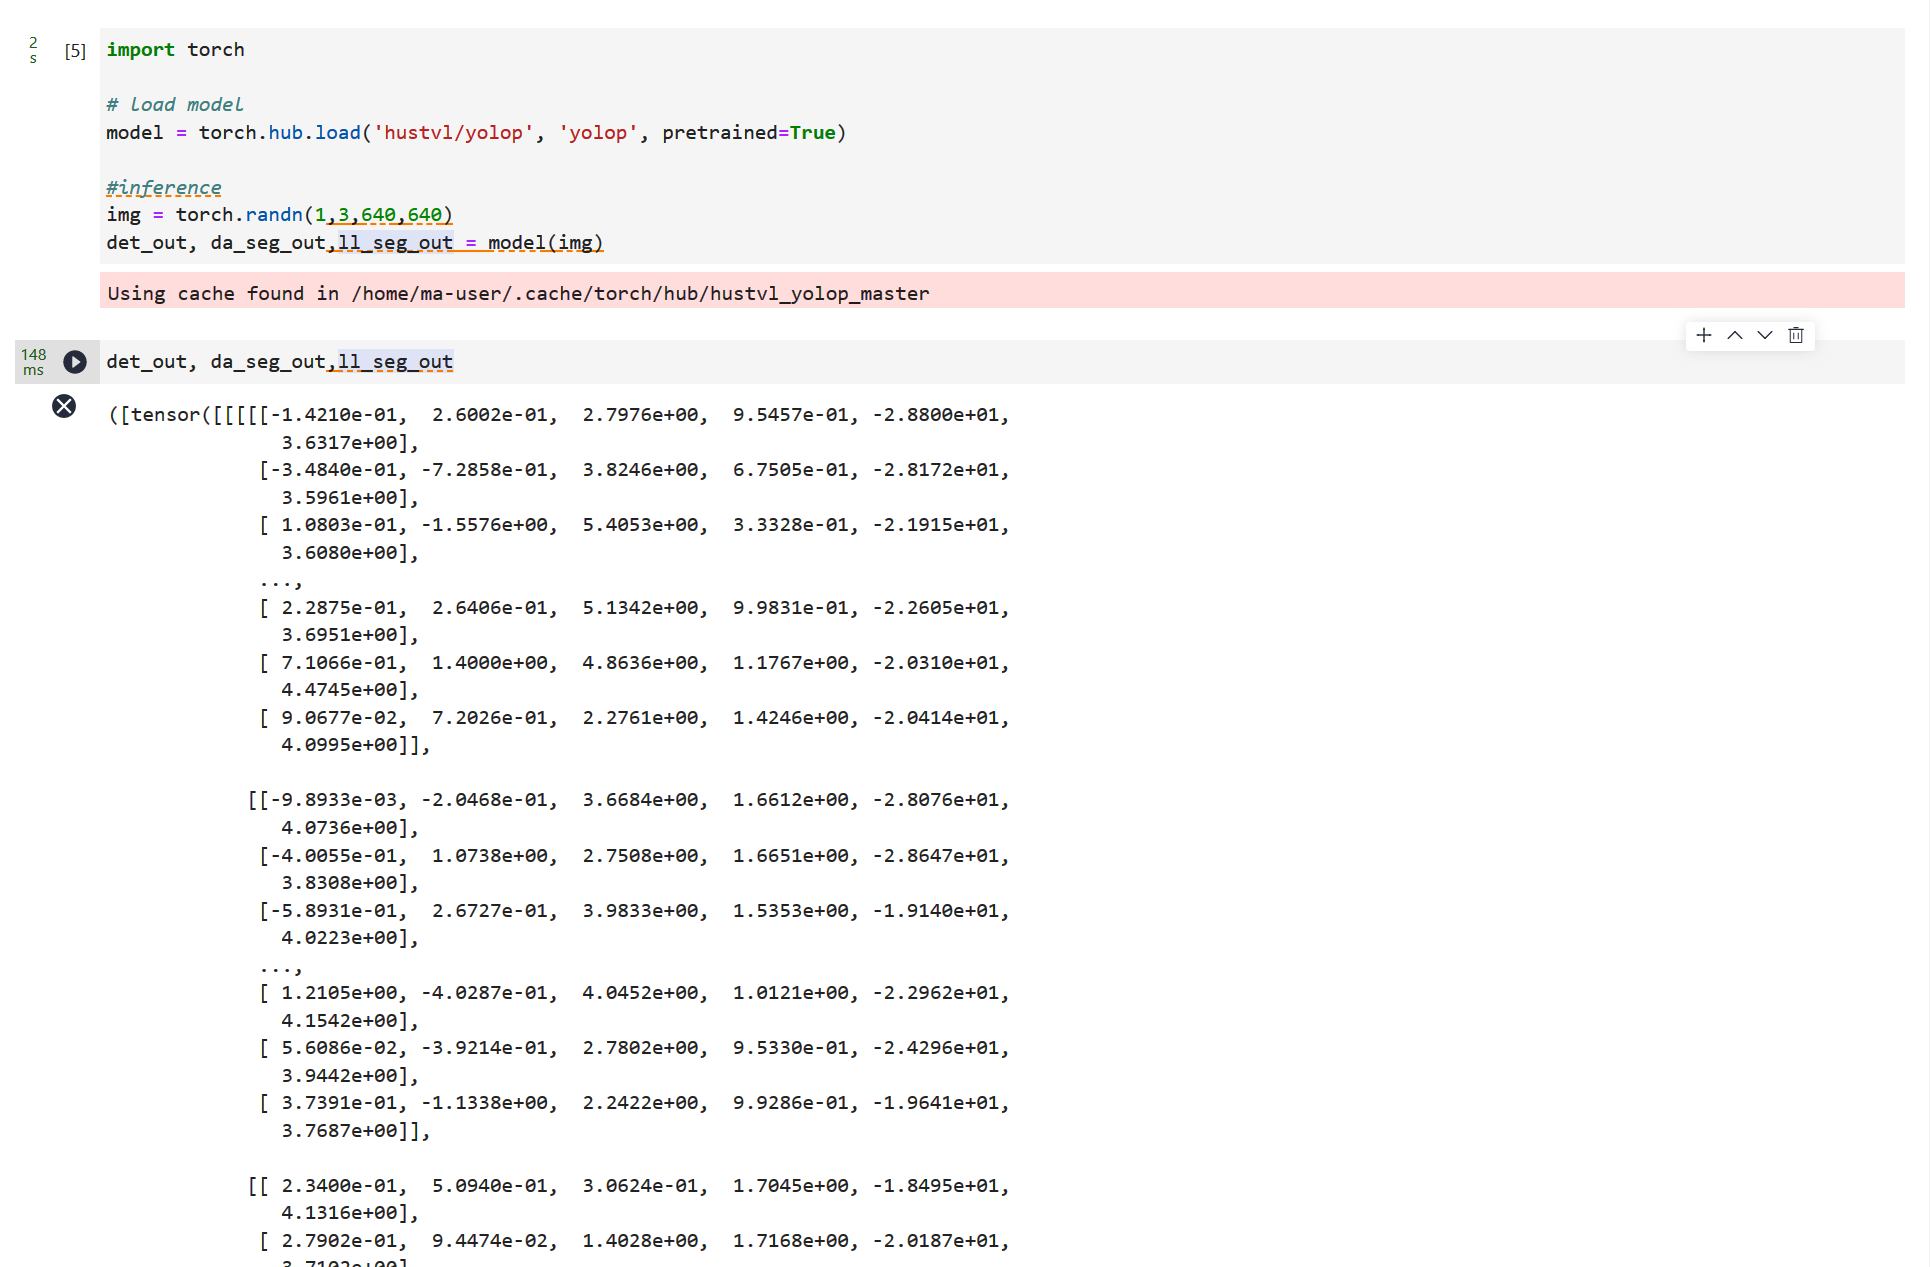 2
s
[5]
import torch
# load model
model = torch.hub.load('hustvl/yolop', 'yolop', pretrained=True)
#inference
img = torch.randn(1,3,640,640)
det_out, da_seg_out,ll_seg_out = model(img)
Using cache found in /home/ma-user/.cache/torch/hub/hustvl_yolop_master
148
ms
det_out, da_seg_out,ll_seg_out
([tensor([[[[[-1.4210e-01,  2.6002e-01,  2.7976e+00,  9.5457e-01, -2.8800e+01,
3.6317e+00],
[-3.4840e-01, -7.2858e-01,  3.8246e+00,  6.7505e-01, -2.8172e+01,
3.5961e+00],
[ 1.0803e-01, -1.5576e+00,  5.4053e+00,  3.3328e-01, -2.1915e+01,
3.6080e+00],
...,
[ 2.2875e-01,  2.6406e-01,  5.1342e+00,  9.9831e-01, -2.2605e+01,
3.6951e+00],
[ 7.1066e-01,  1.4000e+00,  4.8636e+00,  1.1767e+00, -2.0310e+01,
4.4745e+00],
[ 9.0677e-02,  7.2026e-01,  2.2761e+00,  1.4246e+00, -2.0414e+01,
4.0995e+00]],
[[-9.8933e-03, -2.0468e-01,  3.6684e+00,  1.6612e+00, -2.8076e+01,
4.0736e+00],
[-4.0055e-01,  1.0738e+00,  2.7508e+00,  1.6651e+00, -2.8647e+01,
3.8308e+00],
[-5.8931e-01,  2.6727e-01,  3.9833e+00,  1.5353e+00, -1.9140e+01,
4.0223e+00],
...,
[ 1.2105e+00, -4.0287e-01,  4.0452e+00,  1.0121e+00, -2.2962e+01,
4.1542e+00],
[ 5.6086e-02, -3.9214e-01,  2.7802e+00,  9.5330e-01, -2.4296e+01,
3.9442e+00],
[ 3.7391e-01, -1.1338e+00,  2.2422e+00,  9.9286e-01, -1.9641e+01,
3.7687e+00]],
[[ 2.3400e-01,  5.0940e-01,  3.0624e-01,  1.7045e+00, -1.8495e+01,
4.1316e+00],
[ 2.7902e-01,  9.4474e-02,  1.4028e+00,  1.7168e+00, -2.0187e+01,